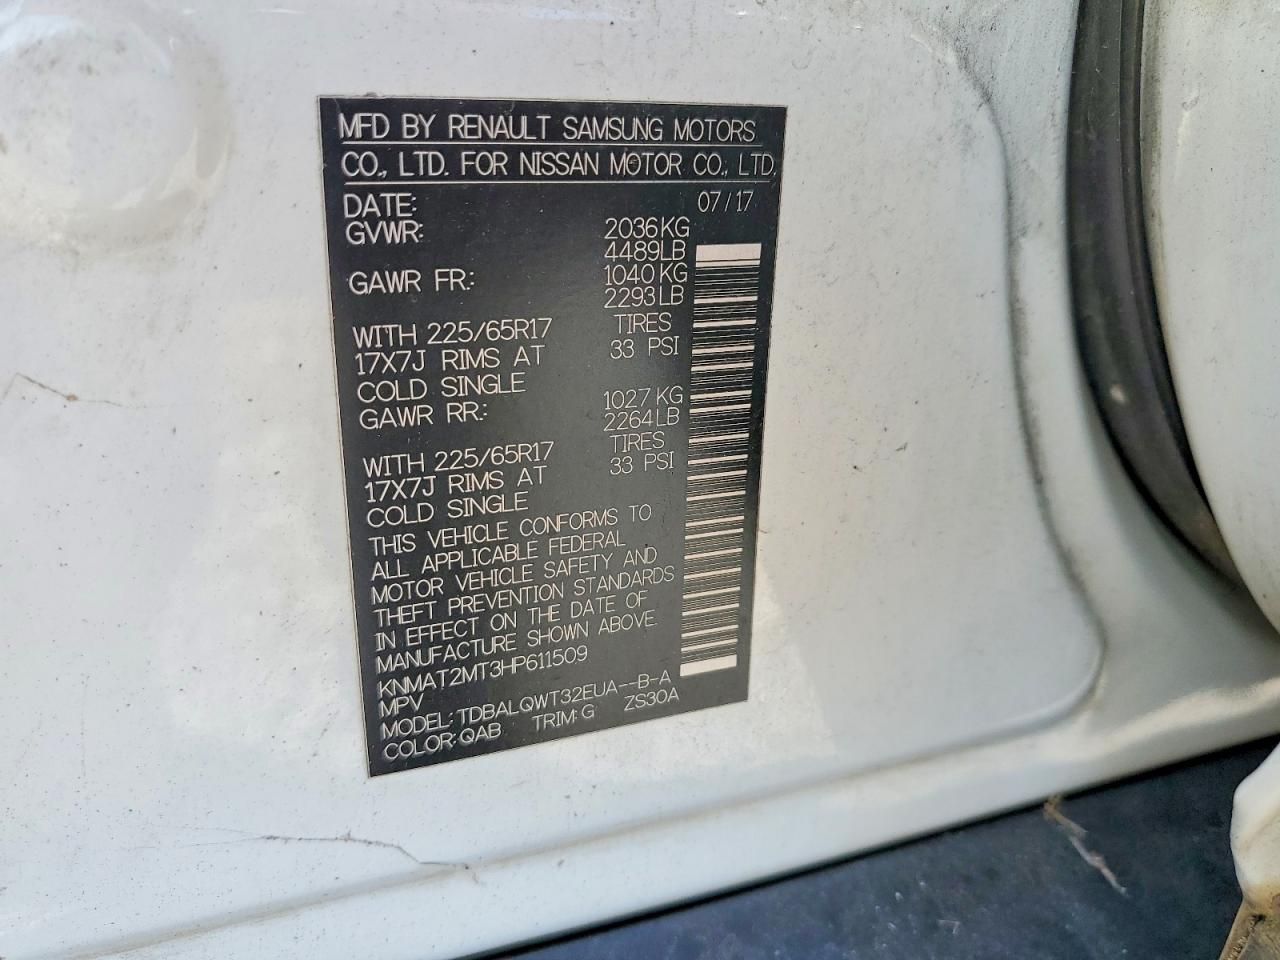 MFD BY RENAULT SAMSUNG MOTORS
CO., LTD. FOR NISSAN MOTOR CO., LTD.
DATE: 07/17
GVWR: 2036KG
4489LB
GAWR FR: 1040KG
2293LB
WITH 225/65R17 TIRES
17X7J RIMS AT 33 PSI
COLD SINGLE
GAWR RR: 1027KG
2264LB
WITH 225/65R17 TIRES
17X7J RIMS AT 33 PSI
COLD SINGLE
THIS VEHICLE CONFORMS TO
ALL APPLICABLE FEDERAL
MOTOR VEHICLE SAFETY AND
THEFT PREVENTION STANDARDS
IN EFFECT ON THE DATE OF
MANUFACTURE SHOWN ABOVE.
KNMAT2MT3HP611509
MPV
MODEL: TDBALQWT32EUA--B-A
COLOR: QAB TRIM: G ZS30A